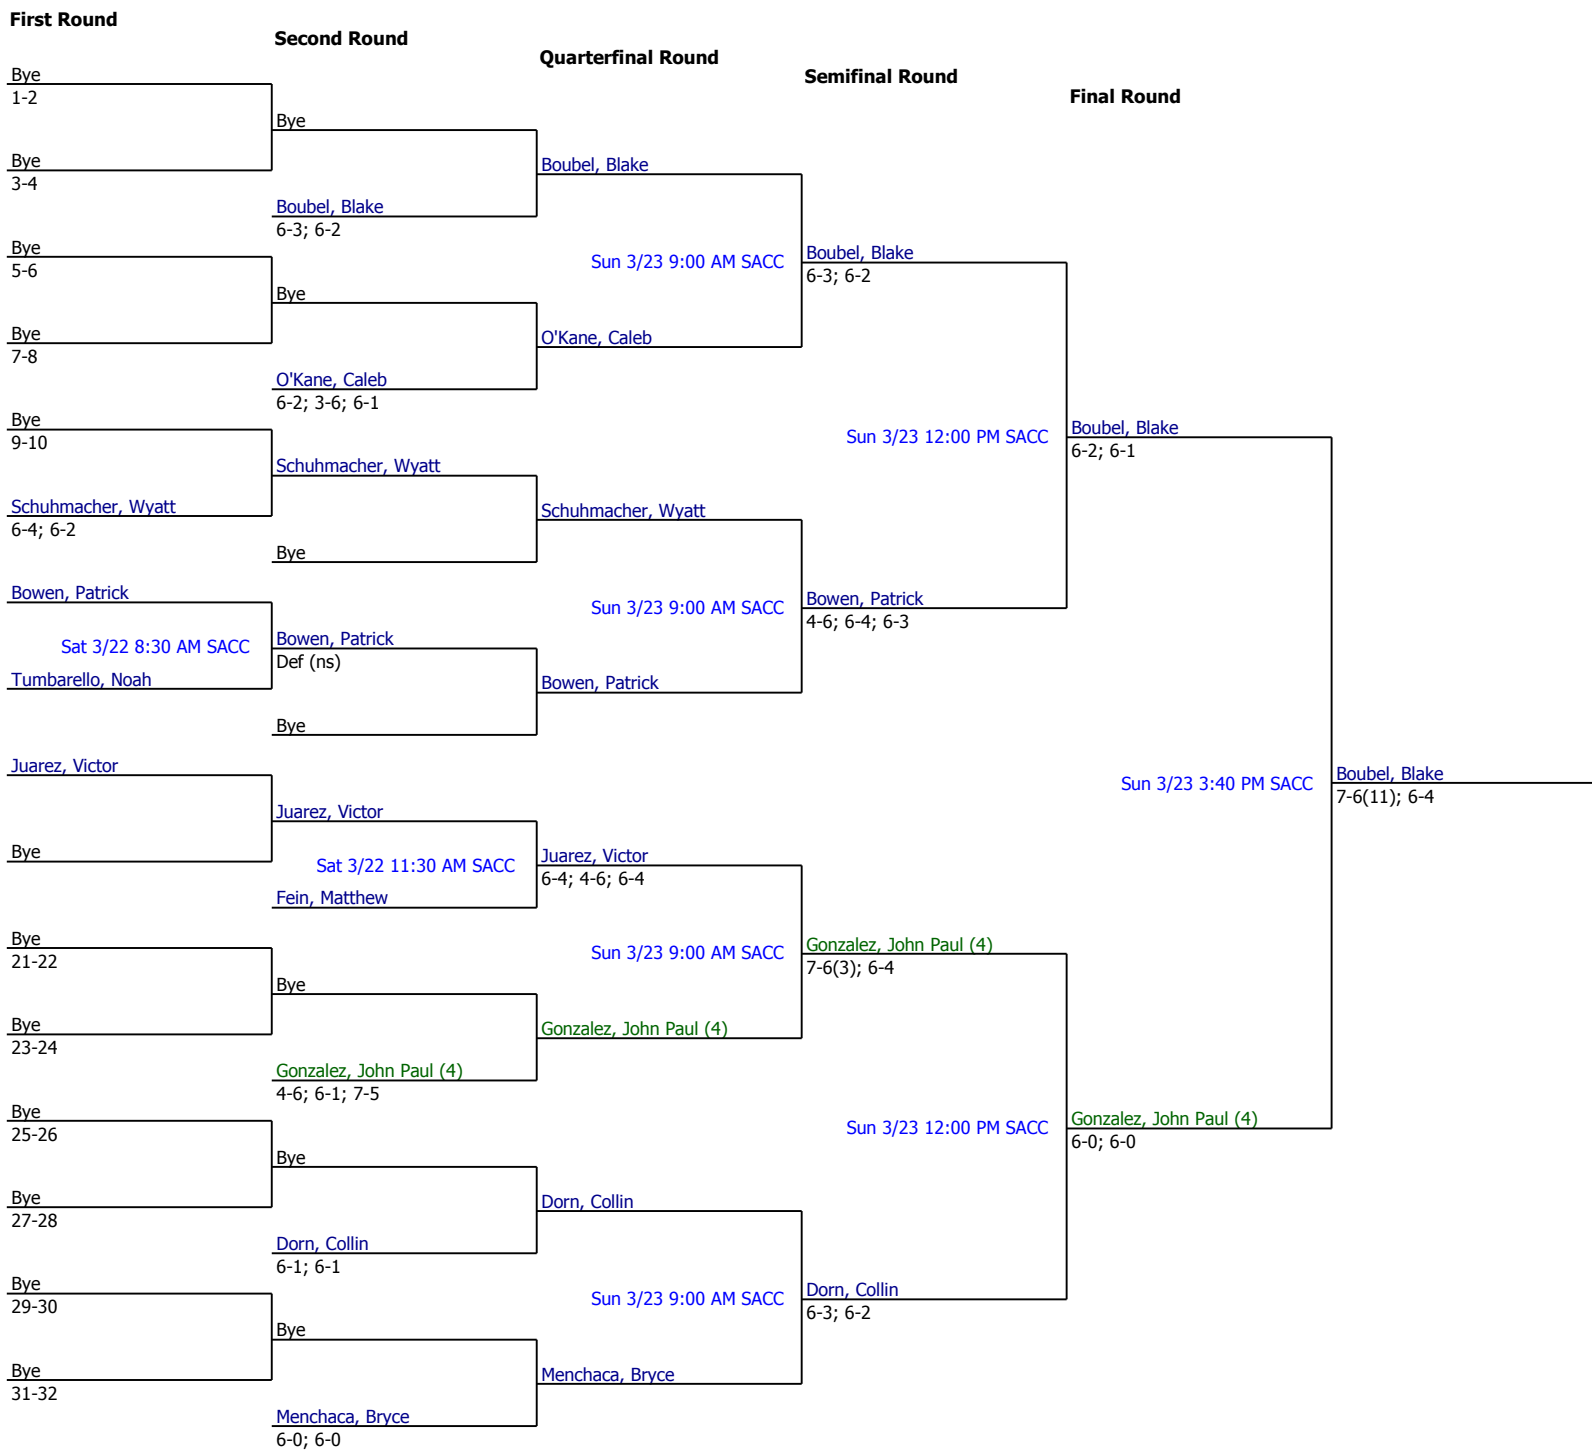 First Round
Second Round
Quarterfinal Round
Semifinal Round
Final Round
Bye
1-2
Bye
3-4
Bye
5-6
Bye
7-8
Bye
9-10
Schuhmacher, Wyatt
6-4; 6-2
Bowen, Patrick
Sat 3/22 8:30 AM SACC
Tumbarello, Noah
Juarez, Victor
Bye
Bye
21-22
Bye
23-24
Bye
25-26
Bye
27-28
Bye
29-30
Bye
31-32
Bye
Boubel, Blake
6-3; 6-2
Bye
O'Kane, Caleb
6-2; 3-6; 6-1
Schuhmacher, Wyatt
Bye
Bowen, Patrick
Def (ns)
Bye
Juarez, Victor
Sat 3/22 11:30 AM SACC
Fein, Matthew
Bye
Gonzalez, John Paul (4)
4-6; 6-1; 7-5
Bye
Dorn, Collin
6-1; 6-1
Bye
Menchaca, Bryce
6-0; 6-0
Boubel, Blake
Sun 3/23 9:00 AM SACC
O'Kane, Caleb
Schuhmacher, Wyatt
Sun 3/23 9:00 AM SACC
Bowen, Patrick
Juarez, Victor
6-4; 4-6; 6-4
Sun 3/23 9:00 AM SACC
Gonzalez, John Paul (4)
Dorn, Collin
Sun 3/23 9:00 AM SACC
Menchaca, Bryce
Boubel, Blake
6-3; 6-2
Sun 3/23 12:00 PM SACC
Bowen, Patrick
4-6; 6-4; 6-3
Gonzalez, John Paul (4)
7-6(3); 6-4
Sun 3/23 12:00 PM SACC
Dorn, Collin
6-3; 6-2
Boubel, Blake
6-2; 6-1
Sun 3/23 3:40 PM SACC
Gonzalez, John Paul (4)
6-0; 6-0
Boubel, Blake
7-6(11); 6-4